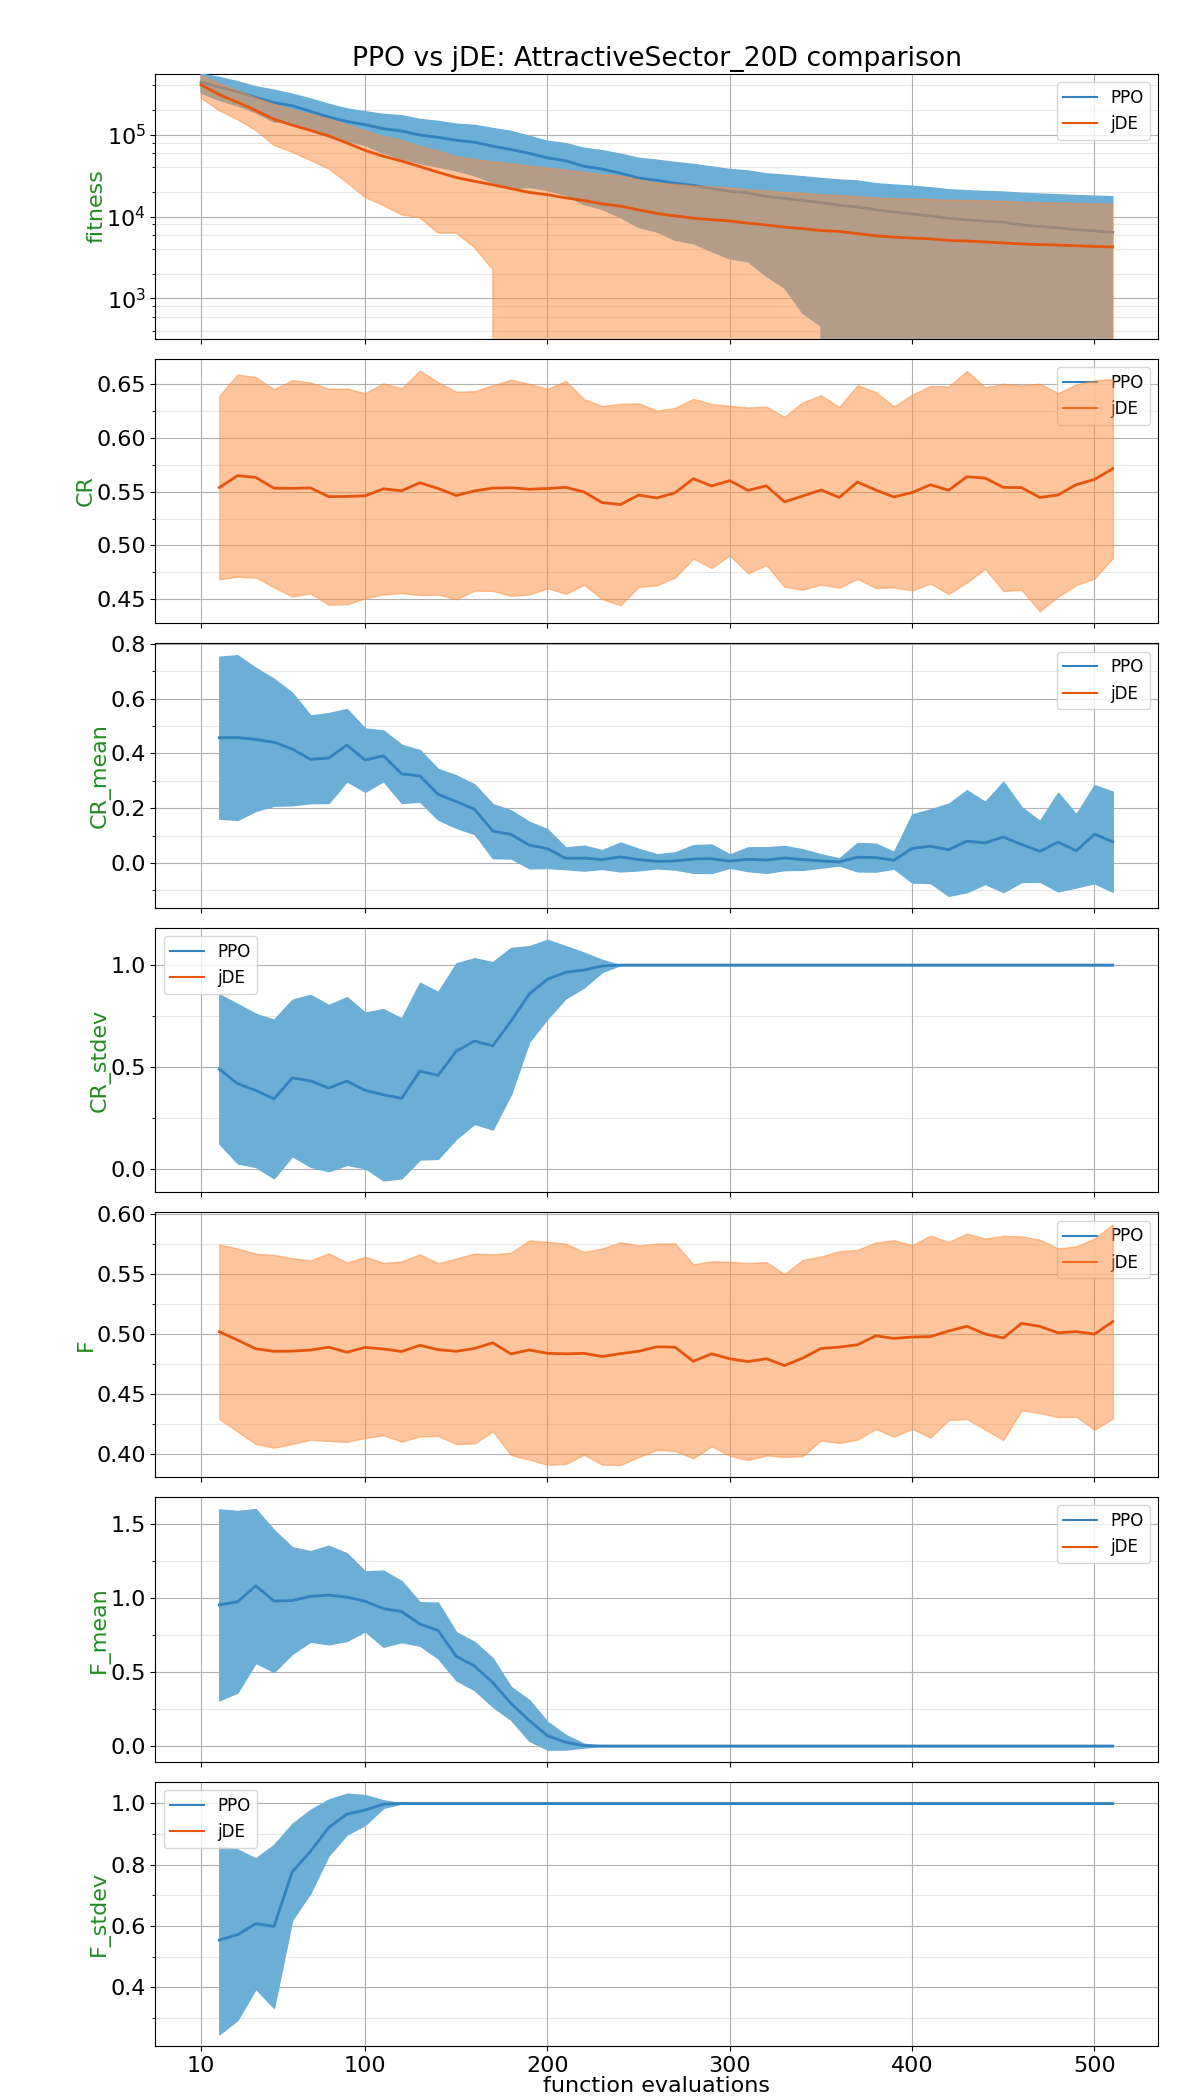 PPO vs jDE: AttractiveSector_20D comparison
fitness
10^5
10^4
10^3
PPO
jDE
CR
0.65
0.60
0.55
0.50
0.45
PPO
jDE
CR_mean
0.8
0.6
0.4
0.2
0.0
PPO
jDE
CR_stdev
1.0
0.5
0.0
PPO
jDE
F
0.60
0.55
0.50
0.45
0.40
PPO
jDE
F_mean
1.5
1.0
0.5
0.0
PPO
jDE
F_stdev
1.0
0.8
0.6
0.4
PPO
jDE
10 100 200 300 400 500
function evaluations